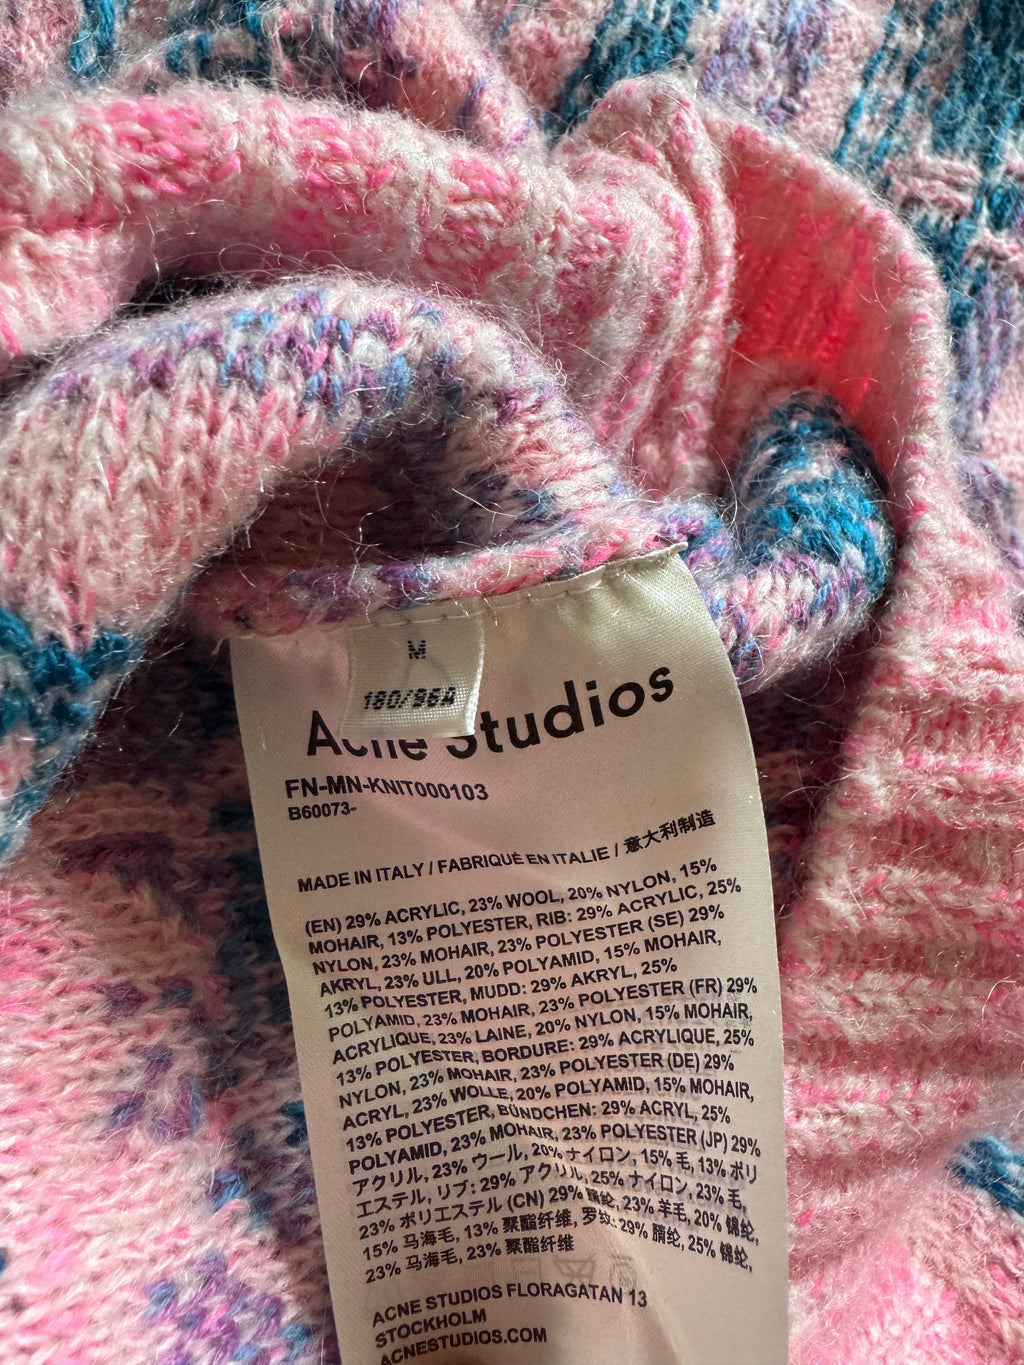 M
180/96A
Acne Studios
FN-MN-KNIT000103
B60073-
MADE IN ITALY / FABRIQUÉ EN ITALIE / 意大利制造
(EN) 29% ACRYLIC, 23% WOOL, 20% NYLON, 15%
MOHAIR, 13% POLYESTER, RIB: 29% ACRYLIC, 25%
NYLON, 23% MOHAIR, 23% POLYESTER (SE) 29%
AKRYL, 23% ULL, 20% POLYAMID, 15% MOHAIR,
13% POLYESTER, MUDD: 29% AKRYL, 25%
POLYAMID, 23% MOHAIR, 23% POLYESTER (FR) 29%
ACRYLIQUE, 23% LAINE, 20% NYLON, 15% MOHAIR,
13% POLYESTER, BORDURE: 29% ACRYLIQUE, 25%
NYLON, 23% MOHAIR, 23% POLYESTER (DE) 29%
ACRYL, 23% WOLLE, 20% POLYAMID, 15% MOHAIR,
13% POLYESTER, BÜNDCHEN: 29% ACRYL, 25%
POLYAMID, 23% MOHAIR, 23% POLYESTER (JP) 29%
アクリル, 23% ウール, 20% ナイロン, 15% 毛, 13% ポリ
エステル, リブ: 29% アクリル, 25% ナイロン, 23% 毛,
23% ポリエステル (CN) 29% 腈纶, 23% 羊毛, 20% 锦纶,
15% 马海毛, 13% 聚酯纤维, 罗纹: 29% 腈纶, 25% 锦纶,
23% 马海毛, 23% 聚酯纤维
ACNE STUDIOS FLORAGATAN 13
STOCKHOLM
ACNESTUDIOS.COM